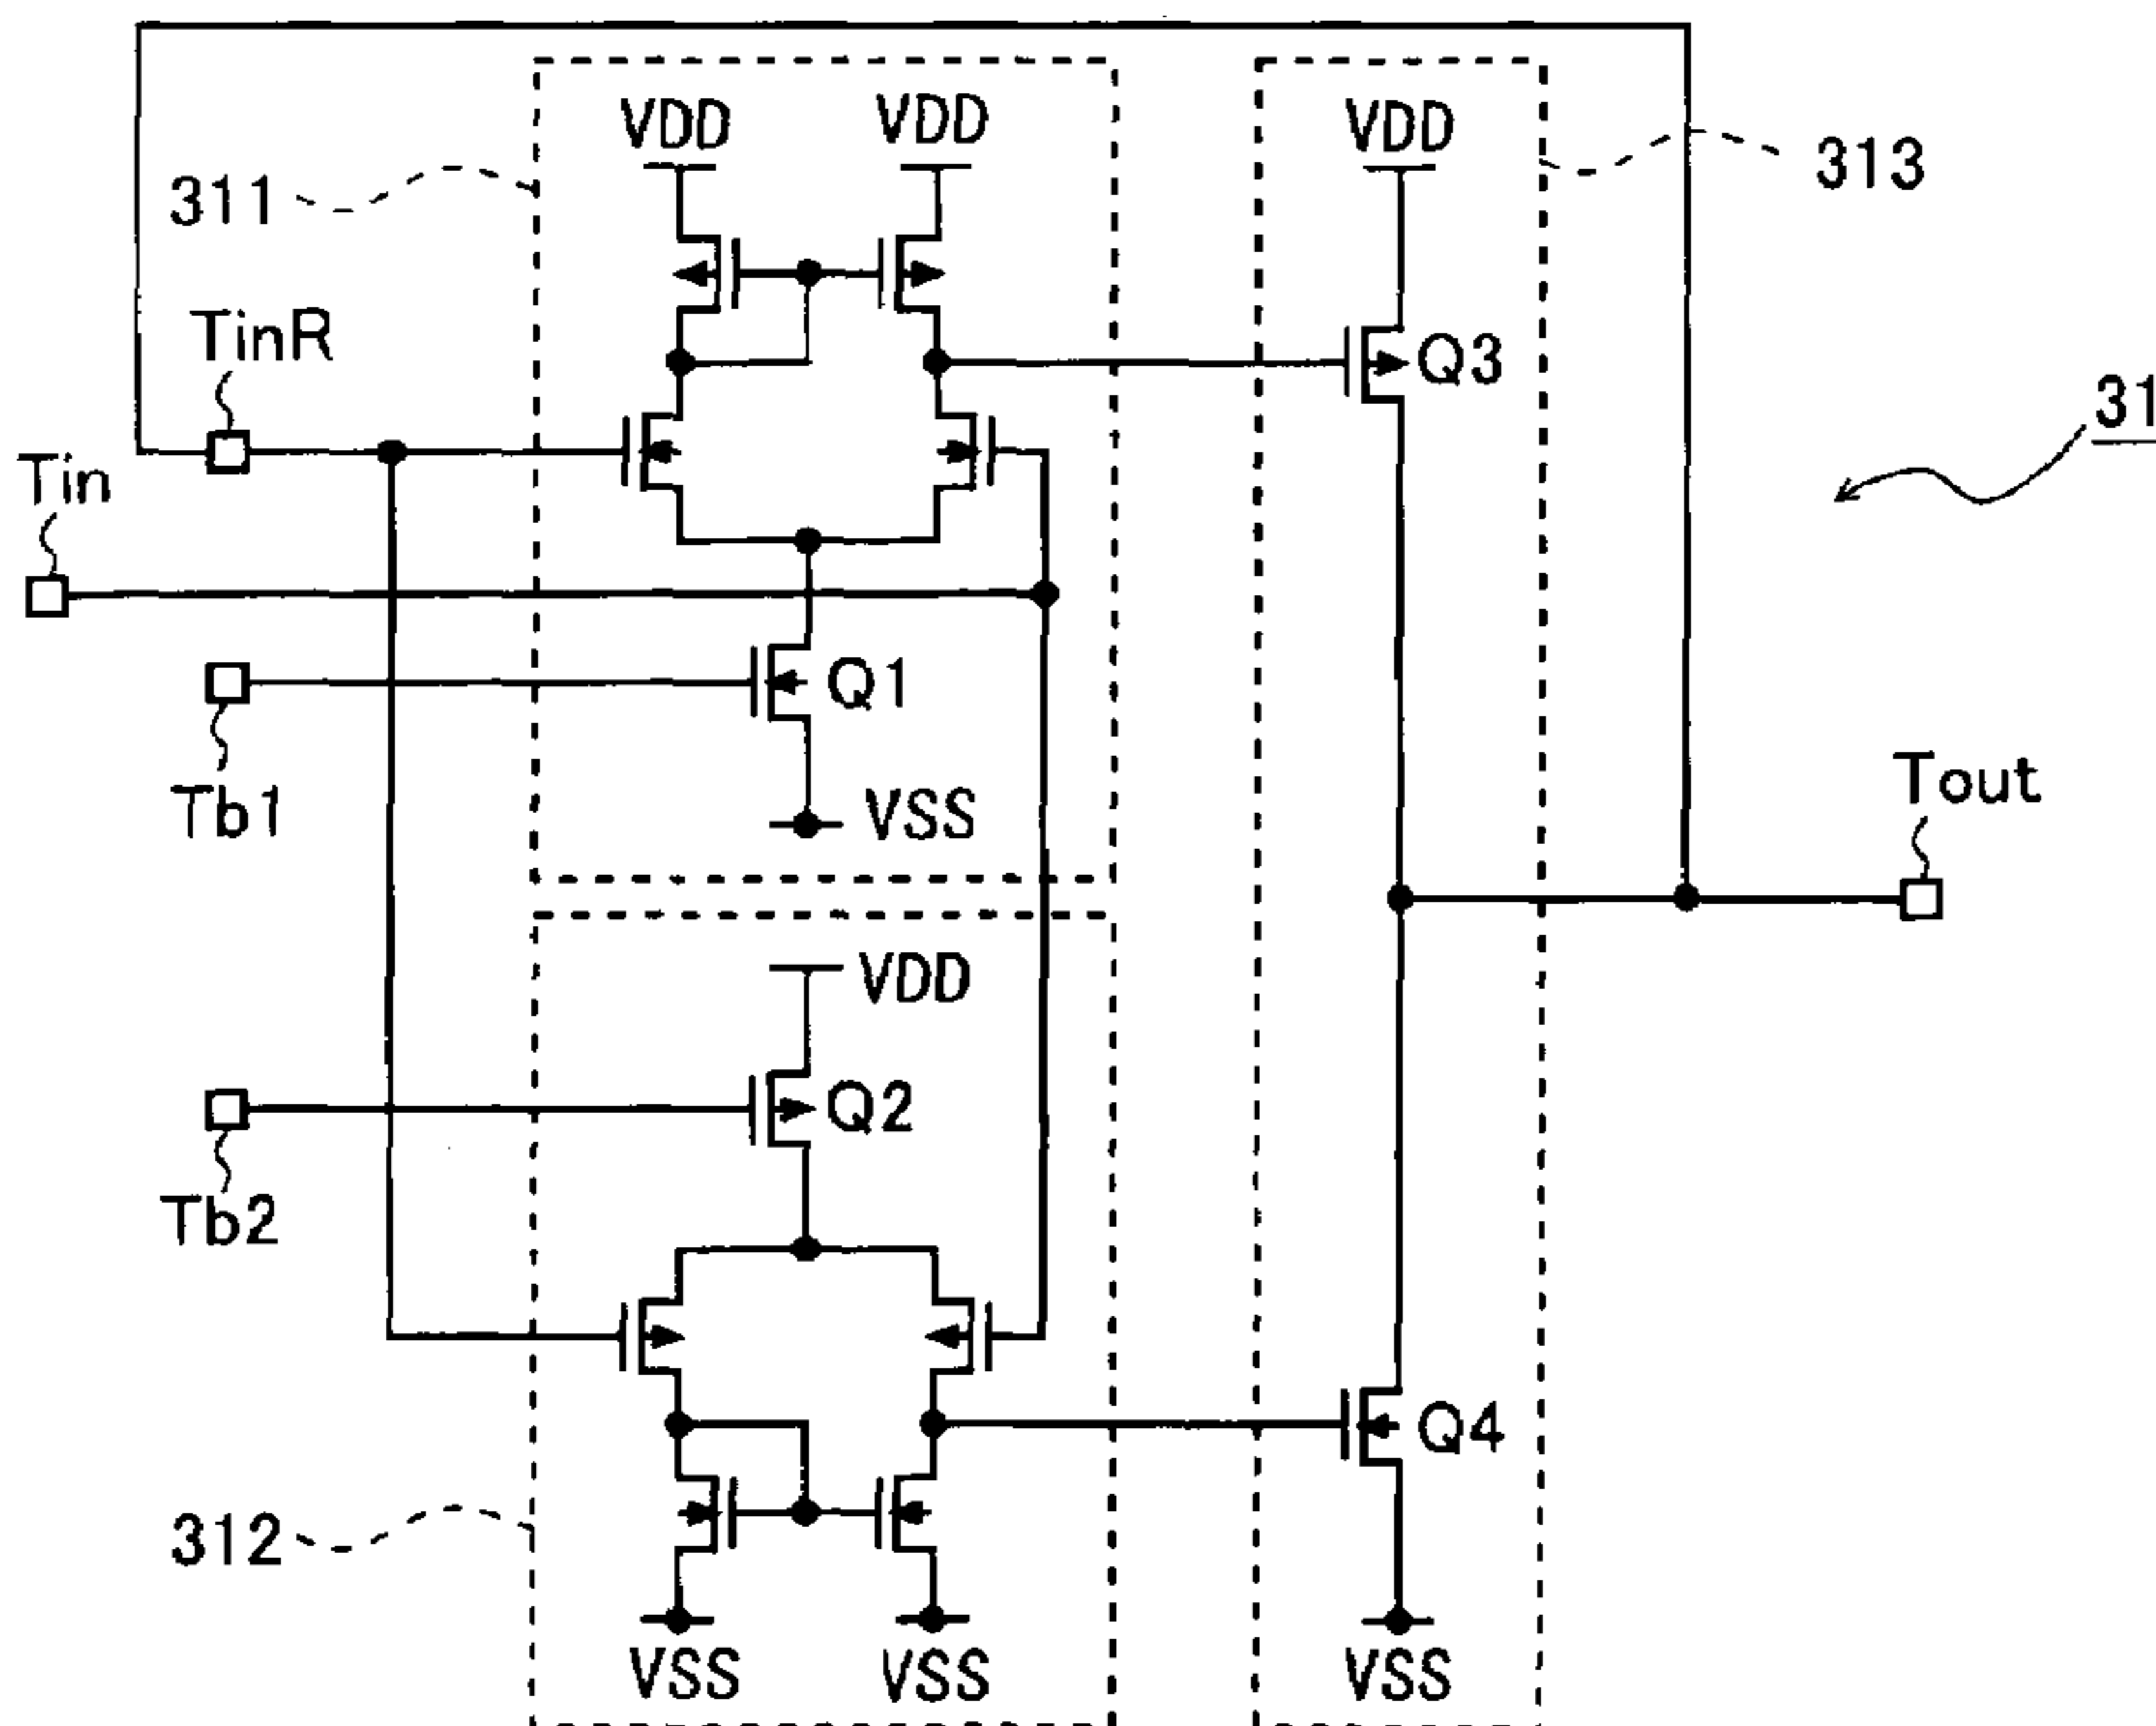 VDD
VDD
VDD
311
313
TinR
Q3
31
Tin
Q1
Tb1
VSS
Tout
VDD
Q2
Tb2
Q4
312
VSS
VSS
VSS